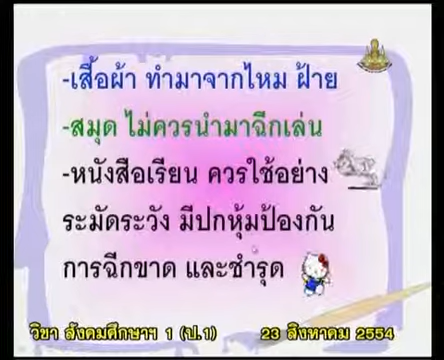 -เสื้อผ้า ทำมาจากไหม ฝ้าย
-สมุด ไม่ควรนำมาฉีกเล่น
-หนังสือเรียน ควรใช้อย่าง
ระมัดระวัง มีปกหุ้มป้องกัน
การฉีกขาด และชำรุด
วิชา สังคมศึกษาฯ 1 (ป.1) 23 สิงหาคม 2554